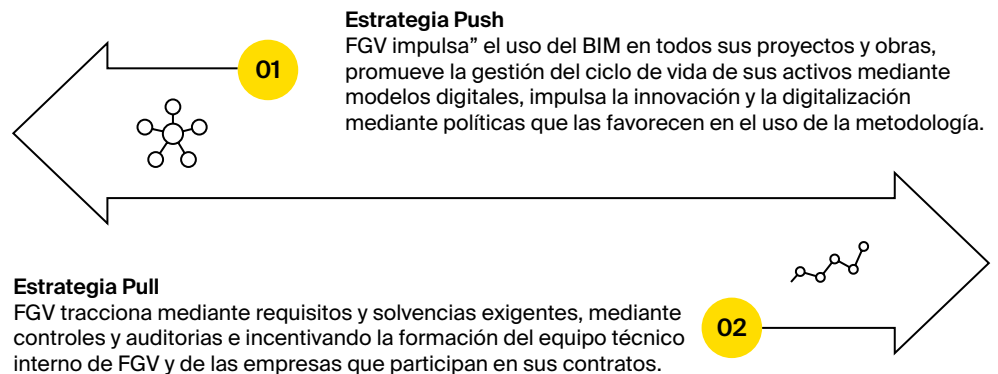 Estrategia Push
FGV impulsa” el uso del BIM en todos sus proyectos y obras,
promueve la gestión del ciclo de vida de sus activos mediante
modelos digitales, impulsa la innovación y la digitalización
mediante políticas que las favorecen en el uso de la metodología.
01
Estrategia Pull
FGV tracciona mediante requisitos y solvencias exigentes, mediante
controles y auditorias e incentivando la formación del equipo técnico
interno de FGV y de las empresas que participan en sus contratos.
02